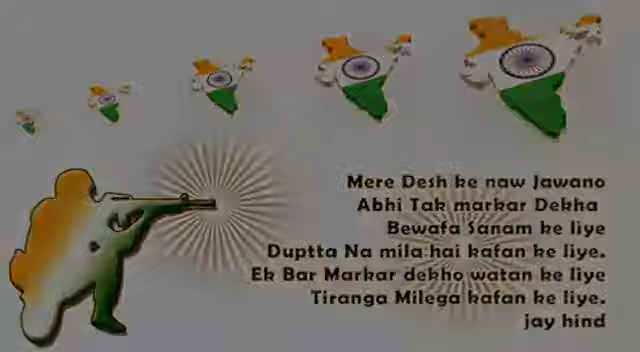 Mere Desh ke naw Jawano
Abhi Tak markar Dekha
Bewafa Sanam ke liye
Duptta Na mila hai kafan ke liye.
Ek Bar Markar dekho watan ke liye
Tiranga Milega kafan ke liye.
jay hind